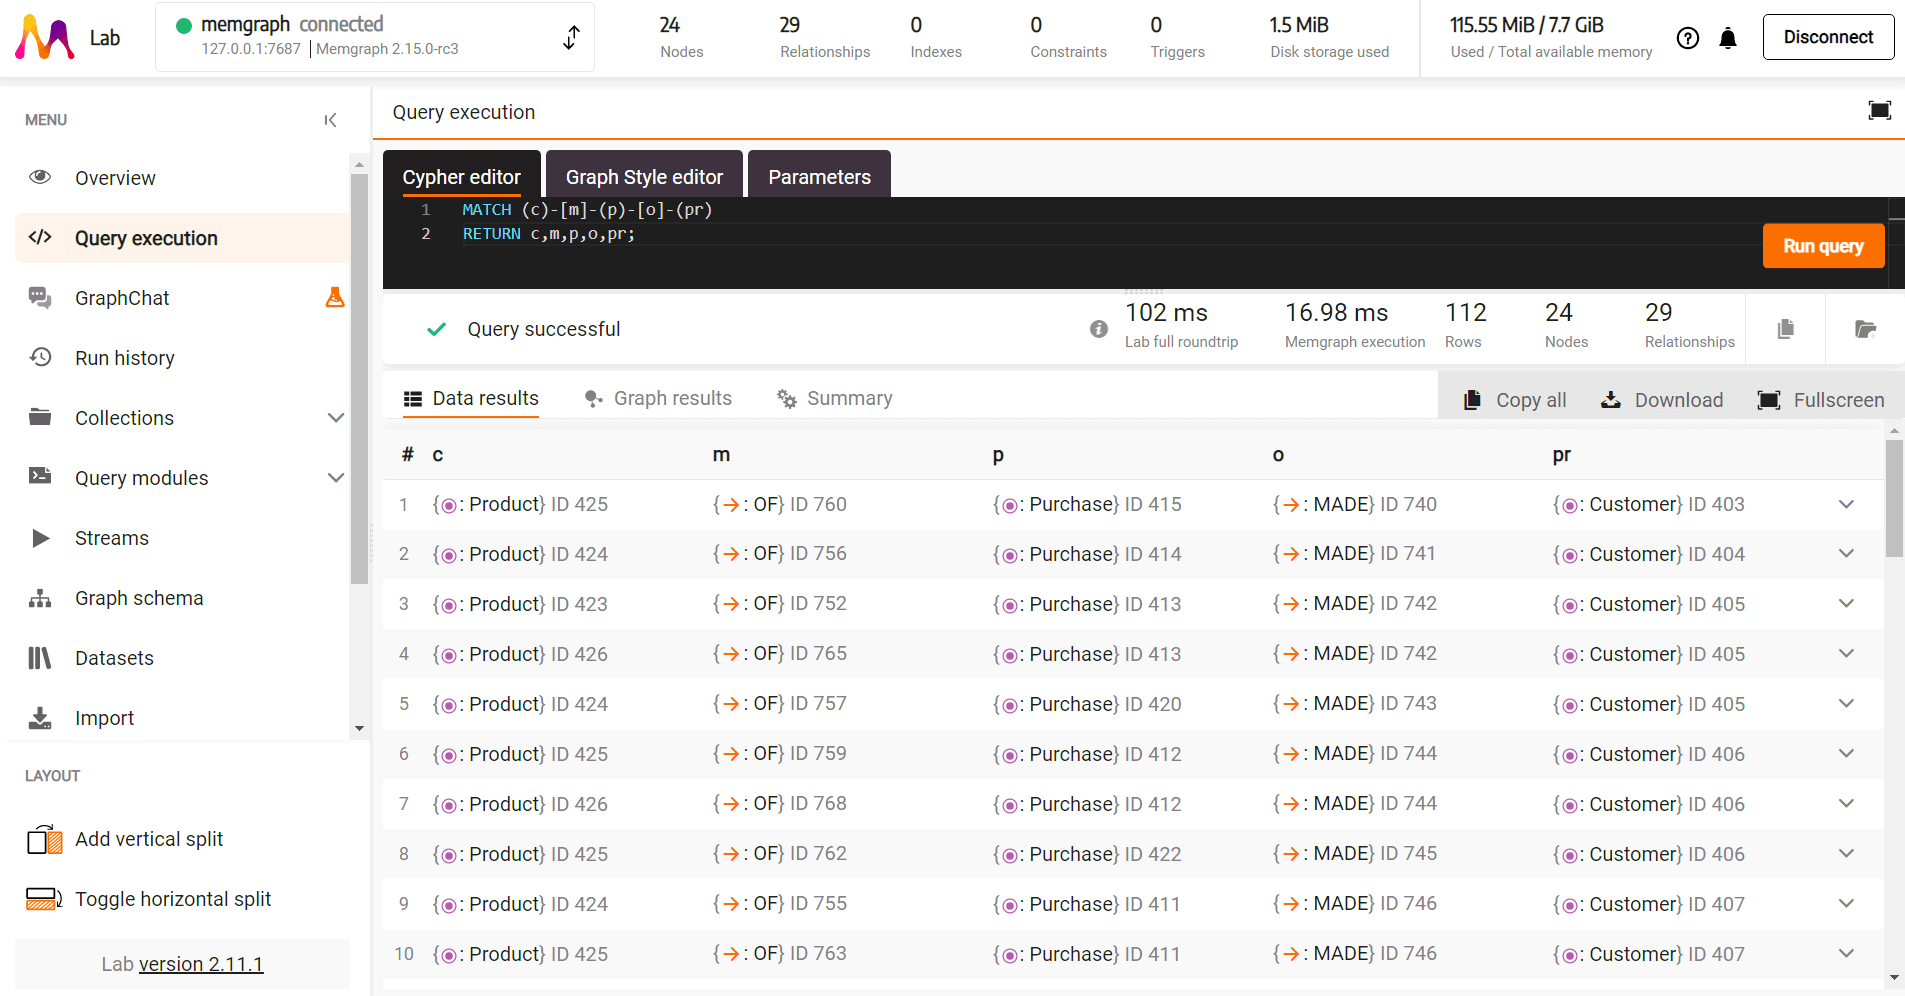 Lab
memgraph connected
127.0.0.1:7687 | Memgraph 2.15.0-rc3
24
Nodes
29
Relationships
0
Indexes
0
Constraints
0
Triggers
1.5 MiB
Disk storage used
115.55 MiB / 7.7 GiB
Used / Total available memory
Disconnect
MENU
Overview
Query execution
GraphChat
Run history
Collections
Query modules
Streams
Graph schema
Datasets
Import
LAYOUT
Add vertical split
Toggle horizontal split
Lab version 2.11.1
Query execution
Cypher editor
Graph Style editor
Parameters
1 MATCH (c)-[m]-(p)-[o]-(pr)
2 RETURN c,m,p,o,pr;
Run query
Query successful
102 ms
Lab full roundtrip
16.98 ms
Memgraph execution
112
Rows
24
Nodes
29
Relationships
Data results
Graph results
Summary
Copy all
Download
Fullscreen
# c m p o pr
1 {: Product} ID 425 {→: OF} ID 760 {: Purchase} ID 415 {→: MADE} ID 740 {: Customer} ID 403
2 {: Product} ID 424 {→: OF} ID 756 {: Purchase} ID 414 {→: MADE} ID 741 {: Customer} ID 404
3 {: Product} ID 423 {→: OF} ID 752 {: Purchase} ID 413 {→: MADE} ID 742 {: Customer} ID 405
4 {: Product} ID 426 {→: OF} ID 765 {: Purchase} ID 413 {→: MADE} ID 742 {: Customer} ID 405
5 {: Product} ID 424 {→: OF} ID 757 {: Purchase} ID 420 {→: MADE} ID 743 {: Customer} ID 405
6 {: Product} ID 425 {→: OF} ID 759 {: Purchase} ID 412 {→: MADE} ID 744 {: Customer} ID 406
7 {: Product} ID 426 {→: OF} ID 768 {: Purchase} ID 412 {→: MADE} ID 744 {: Customer} ID 406
8 {: Product} ID 425 {→: OF} ID 762 {: Purchase} ID 422 {→: MADE} ID 745 {: Customer} ID 406
9 {: Product} ID 424 {→: OF} ID 755 {: Purchase} ID 411 {→: MADE} ID 746 {: Customer} ID 407
10 {: Product} ID 425 {→: OF} ID 763 {: Purchase} ID 411 {→: MADE} ID 746 {: Customer} ID 407